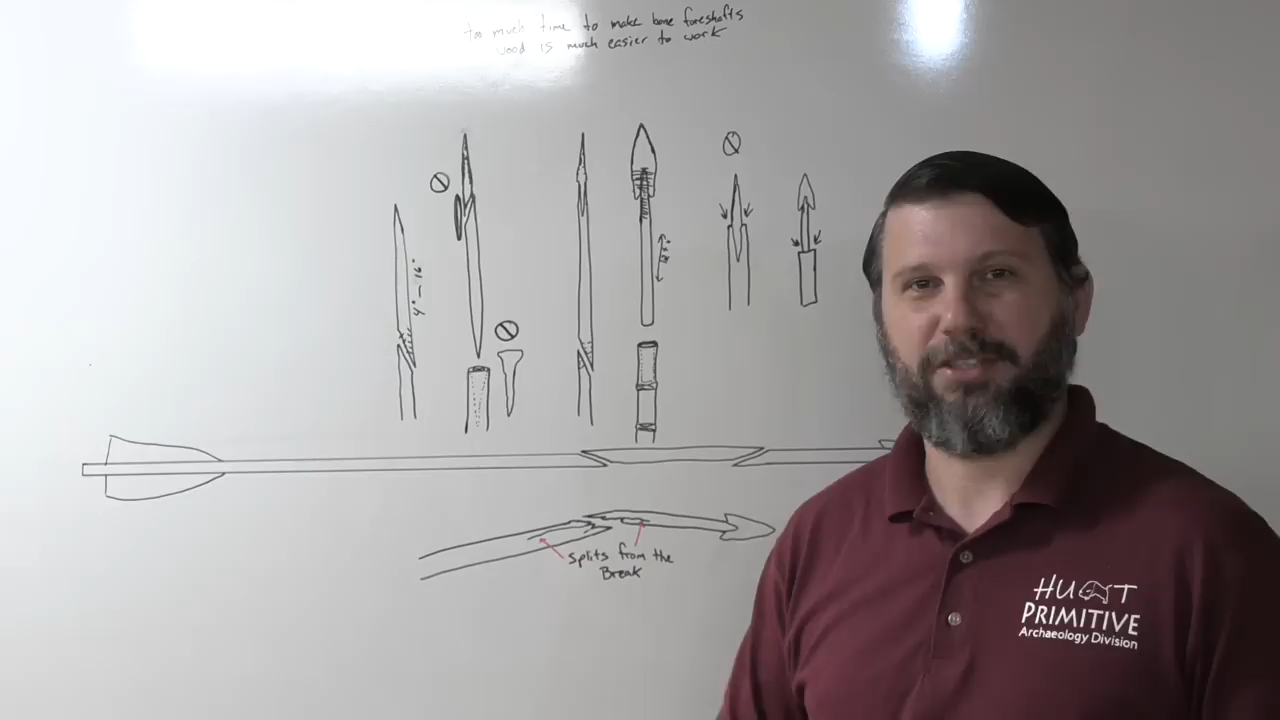 too much time to make bone foreshafts
wood is much easier to work
4" – 10"
splits from the
Break
HUNT
PRIMITIVE
Archaeology Division